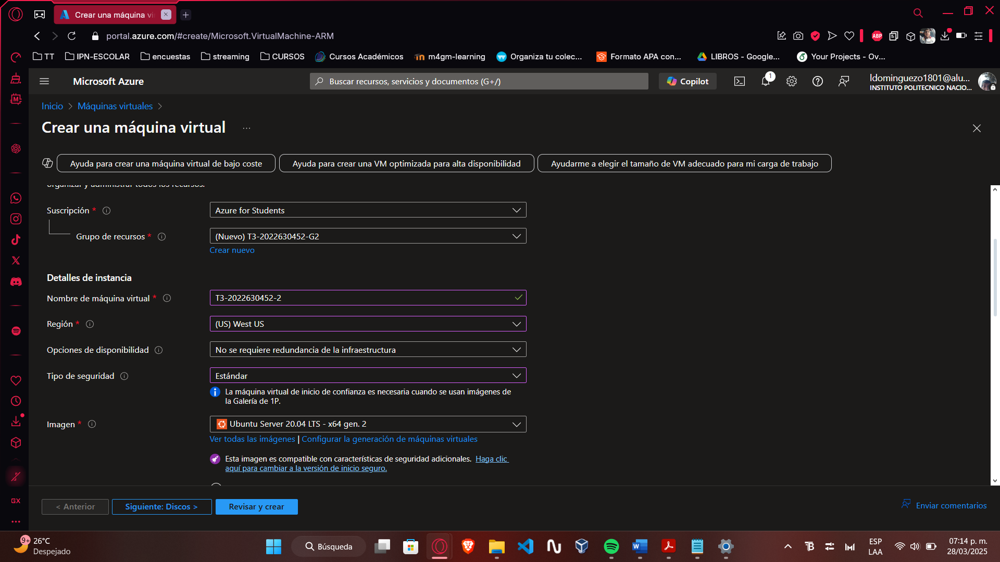 Crear una máquina vi
portal.azure.com/#create/Microsoft.VirtualMachine-ARM
ABP
TT
IPN-ESCOLAR
encuestas
streaming
CURSOS
Cursos Académicos
m4gm-learning
Organiza tu colec...
Formato APA con...
LIBROS - Google...
Your Projects - Ov...
Microsoft Azure
Buscar recursos, servicios y documentos (G+/)
Copilot
1
ldominguezo1801@alu...
INSTITUTO POLITECNICO NACIO...
Inicio > Máquinas virtuales >
Crear una máquina virtual ...
Ayuda para crear una máquina virtual de bajo coste
Ayuda para crear una VM optimizada para alta disponibilidad
Ayudarme a elegir el tamaño de VM adecuado para mi carga de trabajo
organizar y administrar todos los recursos.
Suscripción *
Azure for Students
Grupo de recursos *
(Nuevo) T3-2022630452-G2
Crear nuevo
Detalles de instancia
Nombre de máquina virtual *
T3-2022630452-2
Región *
(US) West US
Opciones de disponibilidad
No se requiere redundancia de la infraestructura
Tipo de seguridad
Estándar
La máquina virtual de inicio de confianza es necesaria cuando se usan imágenes de
la Galería de 1P.
Imagen *
Ubuntu Server 20.04 LTS - x64 gen. 2
Ver todas las imágenes | Configurar la generación de máquinas virtuales
Esta imagen es compatible con características de seguridad adicionales. Haga clic
aquí para cambiar a la versión de inicio seguro.
< Anterior
Siguiente: Discos >
Revisar y crear
Enviar comentarios
GX
9+
26°C
Despejado
Búsqueda
ESP
LAA
07:14 p. m.
28/03/2025